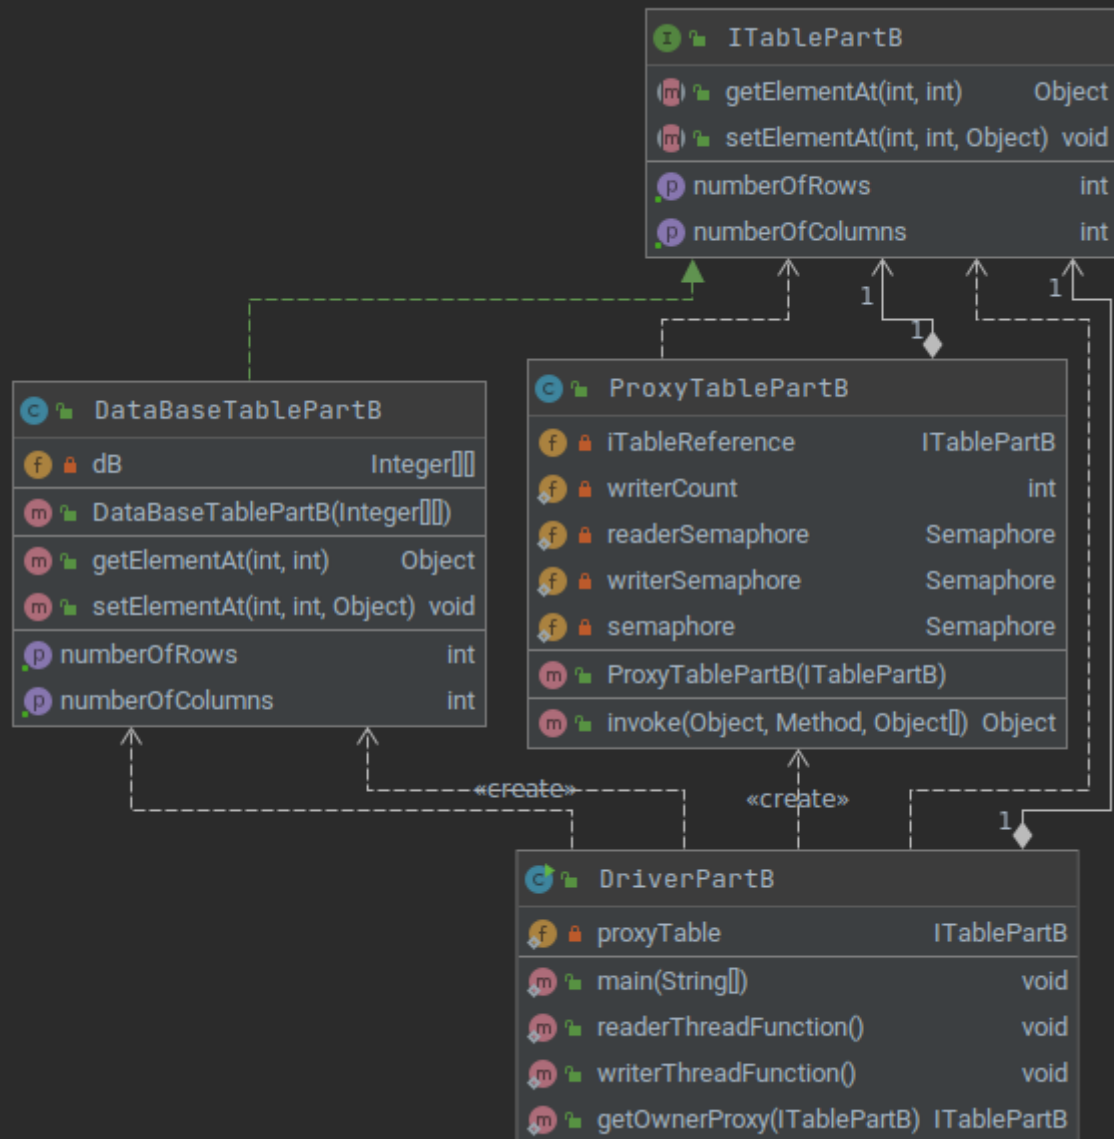 ITablePartB
getElementAt(int, int) Object
setElementAt(int, int, Object) void
numberOfRows int
numberOfColumns int
1
1
1
DataBaseTablePartB
dB Integer[][]
DataBaseTablePartB(Integer[][])
getElementAt(int, int) Object
setElementAt(int, int, Object) void
numberOfRows int
numberOfColumns int
ProxyTablePartB
iTableReference ITablePartB
writerCount int
readerSemaphore Semaphore
writerSemaphore Semaphore
semaphore Semaphore
ProxyTablePartB(ITablePartB)
invoke(Object, Method, Object[]) Object
«create»
«create»
1
DriverPartB
proxyTable ITablePartB
main(String[]) void
readerThreadFunction() void
writerThreadFunction() void
getOwnerProxy(ITablePartB) ITablePartB